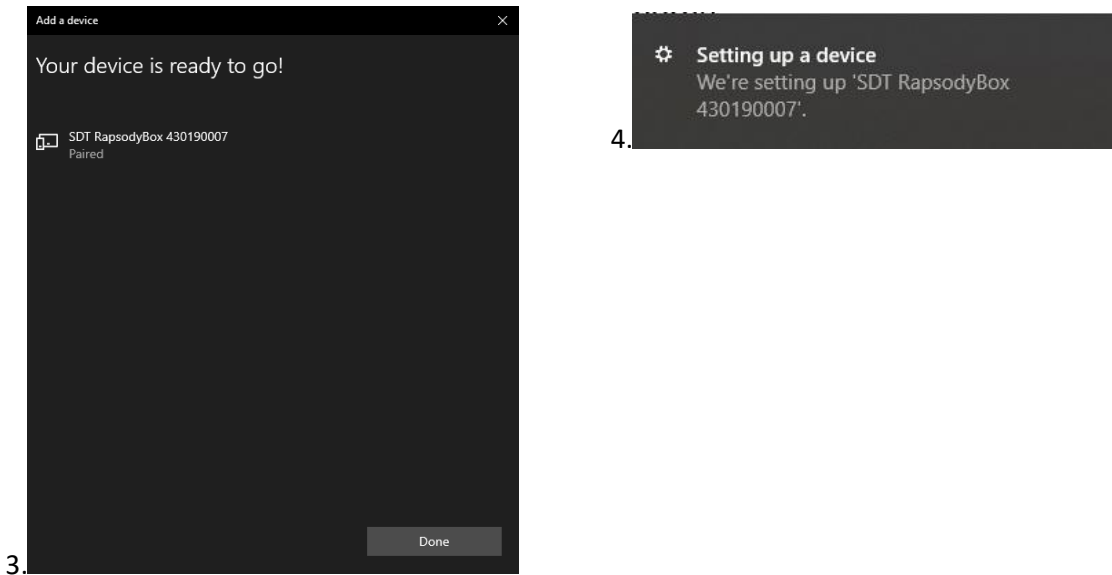 Add a device
Your device is ready to go!
SDT RapsodyBox 430190007
Paired
Done
3.
Setting up a device
We're setting up 'SDT RapsodyBox
430190007'.
4.